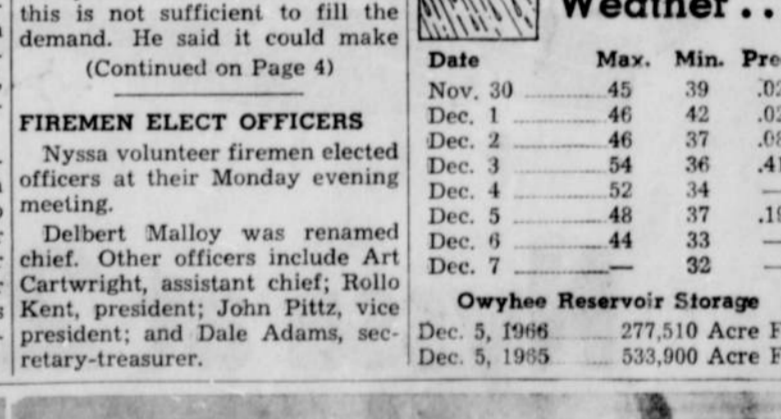 this is not sufficient to fill the
demand. He said it could make
(Continued on Page 4)
FIREMEN ELECT OFFICERS
Nyssa volunteer firemen elected
officers at their Monday evening
meeting.
Delbert Malloy was renamed
chief. Other officers include Art
Cartwright, assistant chief; Rollo
Kent, president; John Pittz, vice
president; and Dale Adams, sec-
retary-treasurer.
Weather . .
Date Max. Min. Pre
Nov. 30 45 39 .02
Dec. 1 46 42 .02
Dec. 2 46 37 .08
Dec. 3 54 36 .41
Dec. 4 52 34 —
Dec. 5 48 37
Dec. 6 44 33 —
Dec. 7 — 32 —
Owyhee Reservoir Storage
Dec. 5, 1966 277,510 Acre F
Dec. 5, 1965 533,900 Acre F